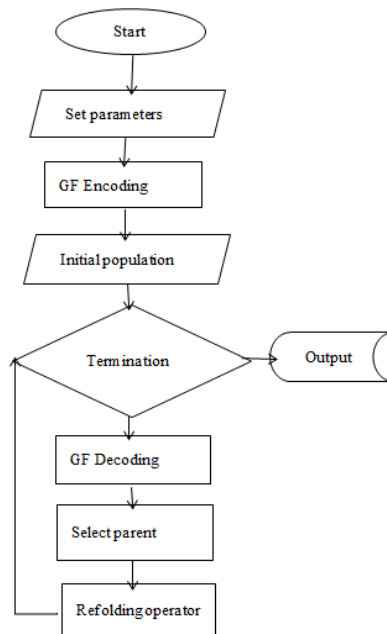 Start
Set parameters
GF Encoding
Initial population
Termination
Output
GF Decoding
Select parent
Refolding operator